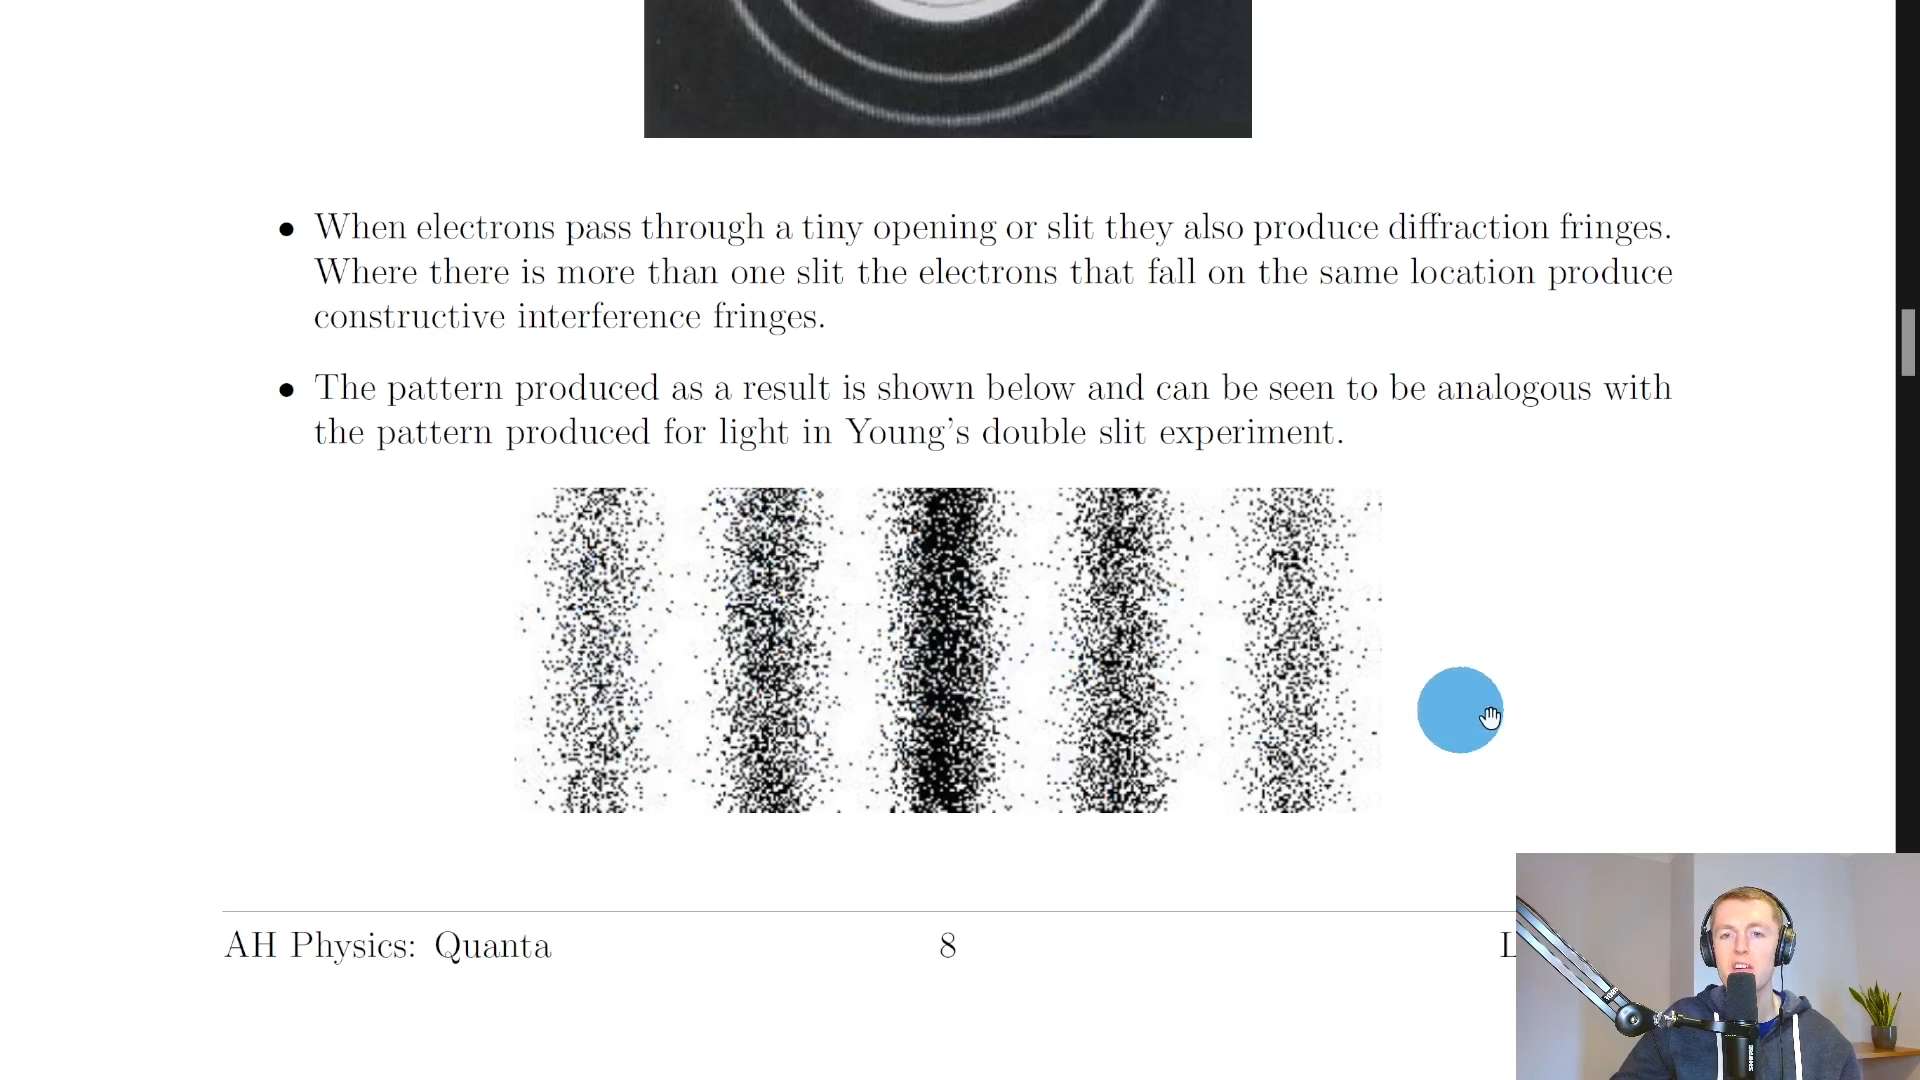 • When electrons pass through a tiny opening or slit they also produce diffraction fringes.
Where there is more than one slit the electrons that fall on the same location produce
constructive interference fringes.
• The pattern produced as a result is shown below and can be seen to be analogous with
the pattern produced for light in Young's double slit experiment.
AH Physics: Quanta
8
SHURE